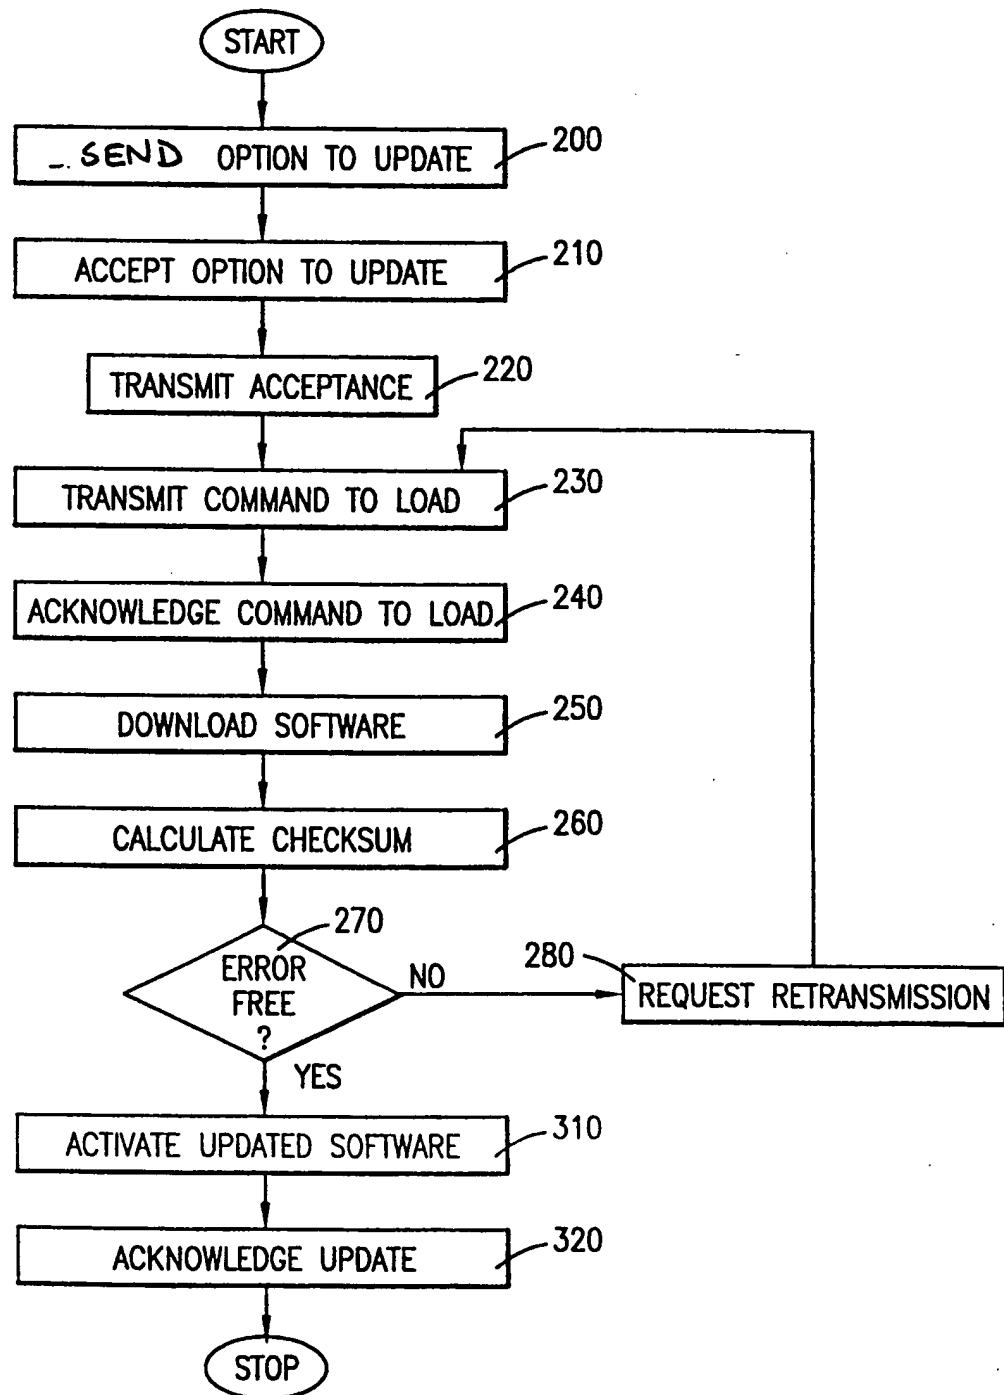 START
SEND OPTION TO UPDATE
200
ACCEPT OPTION TO UPDATE
210
TRANSMIT ACCEPTANCE
220
TRANSMIT COMMAND TO LOAD
230
ACKNOWLEDGE COMMAND TO LOAD
240
DOWNLOAD SOFTWARE
250
CALCULATE CHECKSUM
260
270
ERROR
FREE
?
NO
280
REQUEST RETRANSMISSION
YES
ACTIVATE UPDATED SOFTWARE
310
ACKNOWLEDGE UPDATE
320
STOP